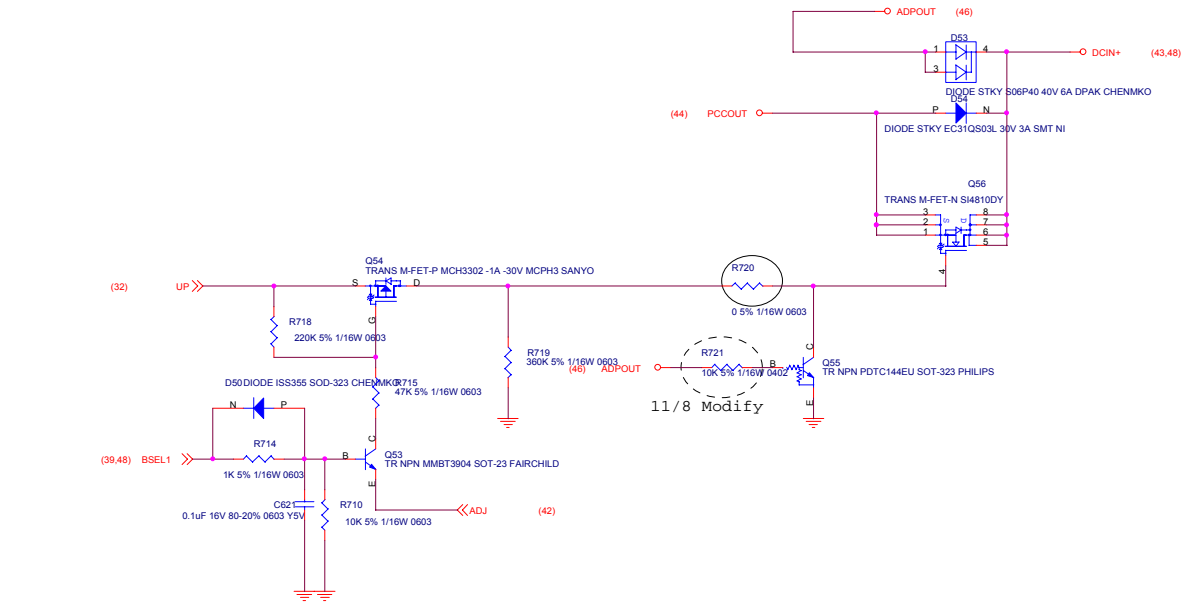 ADPOUT (46)
D53
1 4
DCIN+ (43,48)
3
DIODE STKY S06P40 40V 6A DPAK CHENMKO
D54
(44) PCCOUT P N
DIODE STKY EC31QS03L 30V 3A SMT NI
Q56
TRANS M-FET-N SI4810DY
3 S D 8
2 7
1 6
5
4
Q54
TRANS M-FET-P MCH3302 -1A -30V MCPH3 SANYO
R720
(32) UP S D
G
0 5% 1/16W 0603
R718
220K 5% 1/16W 0603
R719
360K 5% 1/16W 0603
R721
(46) ADPOUT B C
10K 5% 1/16W 0402
Q55
TR NPN PDTC144EU SOT-323 PHILIPS
E
11/8 Modify
D50 DIODE ISS355 SOD-323 CHENMKO
R715
47K 5% 1/16W 0603
N P
R714
C
(39,48) BSEL1 B
Q53
TR NPN MMBT3904 SOT-23 FAIRCHILD
1K 5% 1/16W 0603
E
C621
0.1uF 16V 80-20% 0603 Y5V
R710
10K 5% 1/16W 0603
ADJ (42)